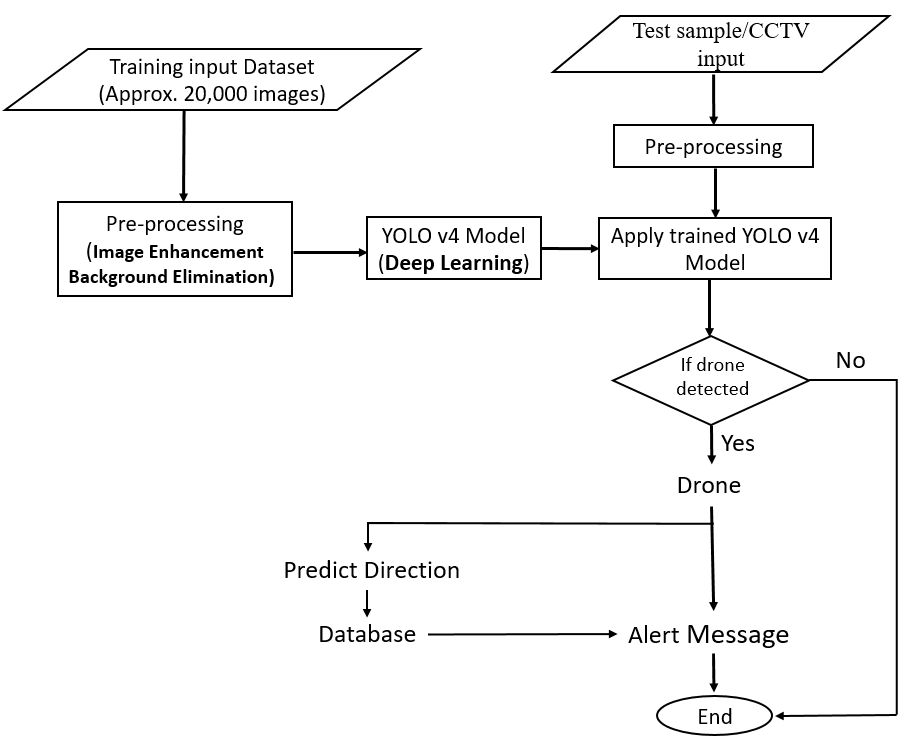 Training input Dataset
(Approx. 20,000 images)
Test sample/CCTV
input
Pre-processing
Pre-processing
(Image Enhancement
Background Elimination)
YOLO v4 Model
(Deep Learning)
Apply trained YOLO v4
Model
If drone
detected
No
Yes
Drone
Predict Direction
Database
Alert Message
End